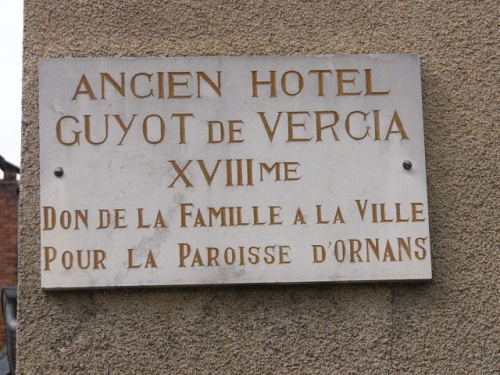 ANCIEN HOTEL
GUYOT DE VERCIA
XVIIIME
DON DE LA FAMILLE A LA VILLE
POUR LA PAROISSE D'ORNANS